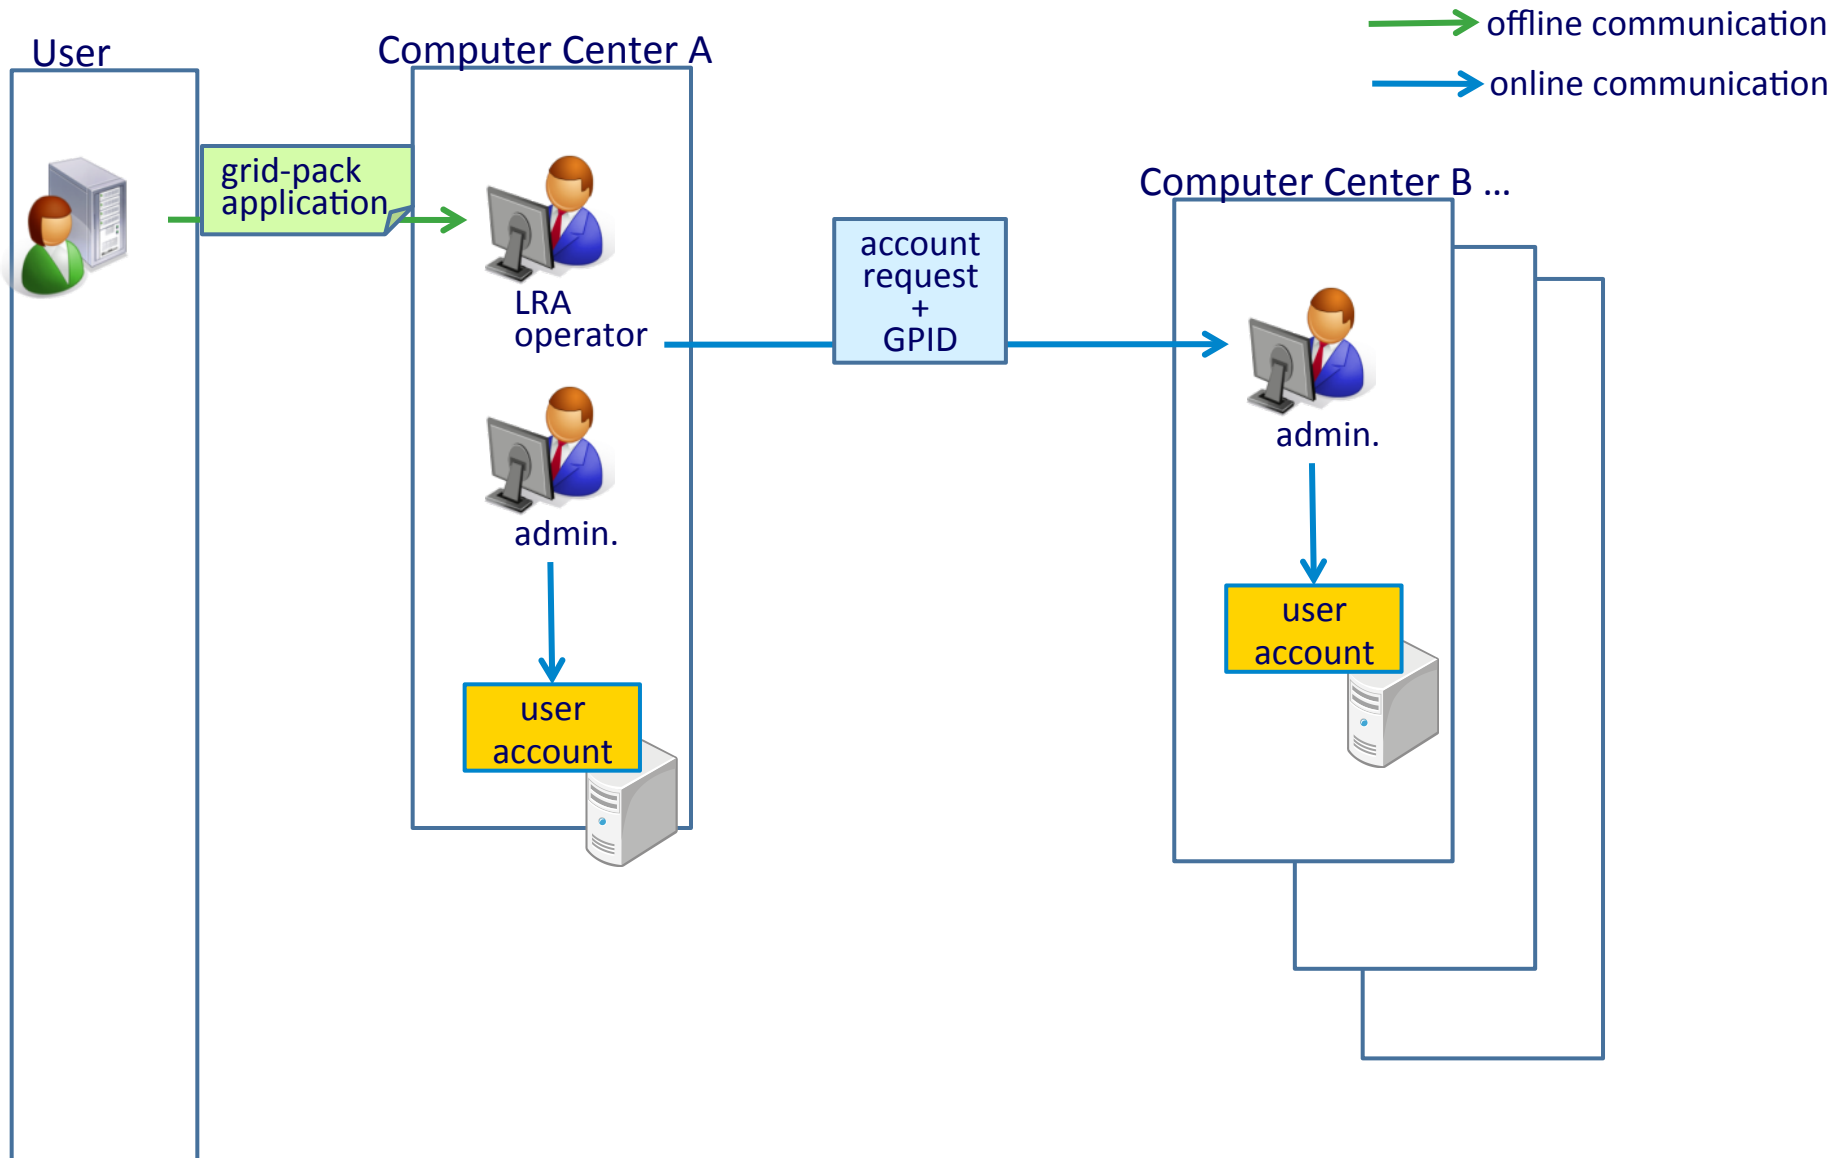 offline communication
online communication
User
Computer Center A
grid-pack
application
LRA
operator
admin.
user
account
account
request
+
GPID
Computer Center B ...
admin.
user
account